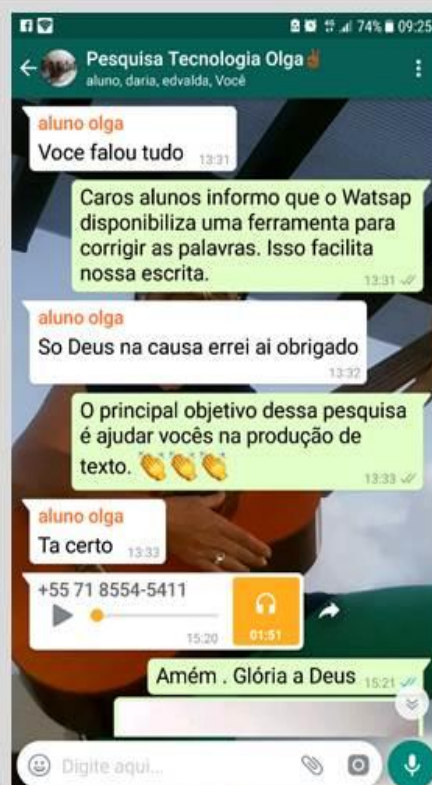 74% 09:25
Pesquisa Tecnologia Olga
aluno, daria, edvalda, Você
aluno olga
Voce falou tudo 13:31
Caros alunos informo que o Watsap
disponibiliza uma ferramenta para
corrigir as palavras. Isso facilita
nossa escrita.
13:31
aluno olga
So Deus na causa errei ai obrigado
13:32
O principal objetivo dessa pesquisa
é ajudar vocês na produção de
texto. 👏👏👏
13:33
aluno olga
Ta certo 13:33
+55 71 8554-5411
15:20 01:51
Amém . Glória a Deus 15:21
Digite aqui...